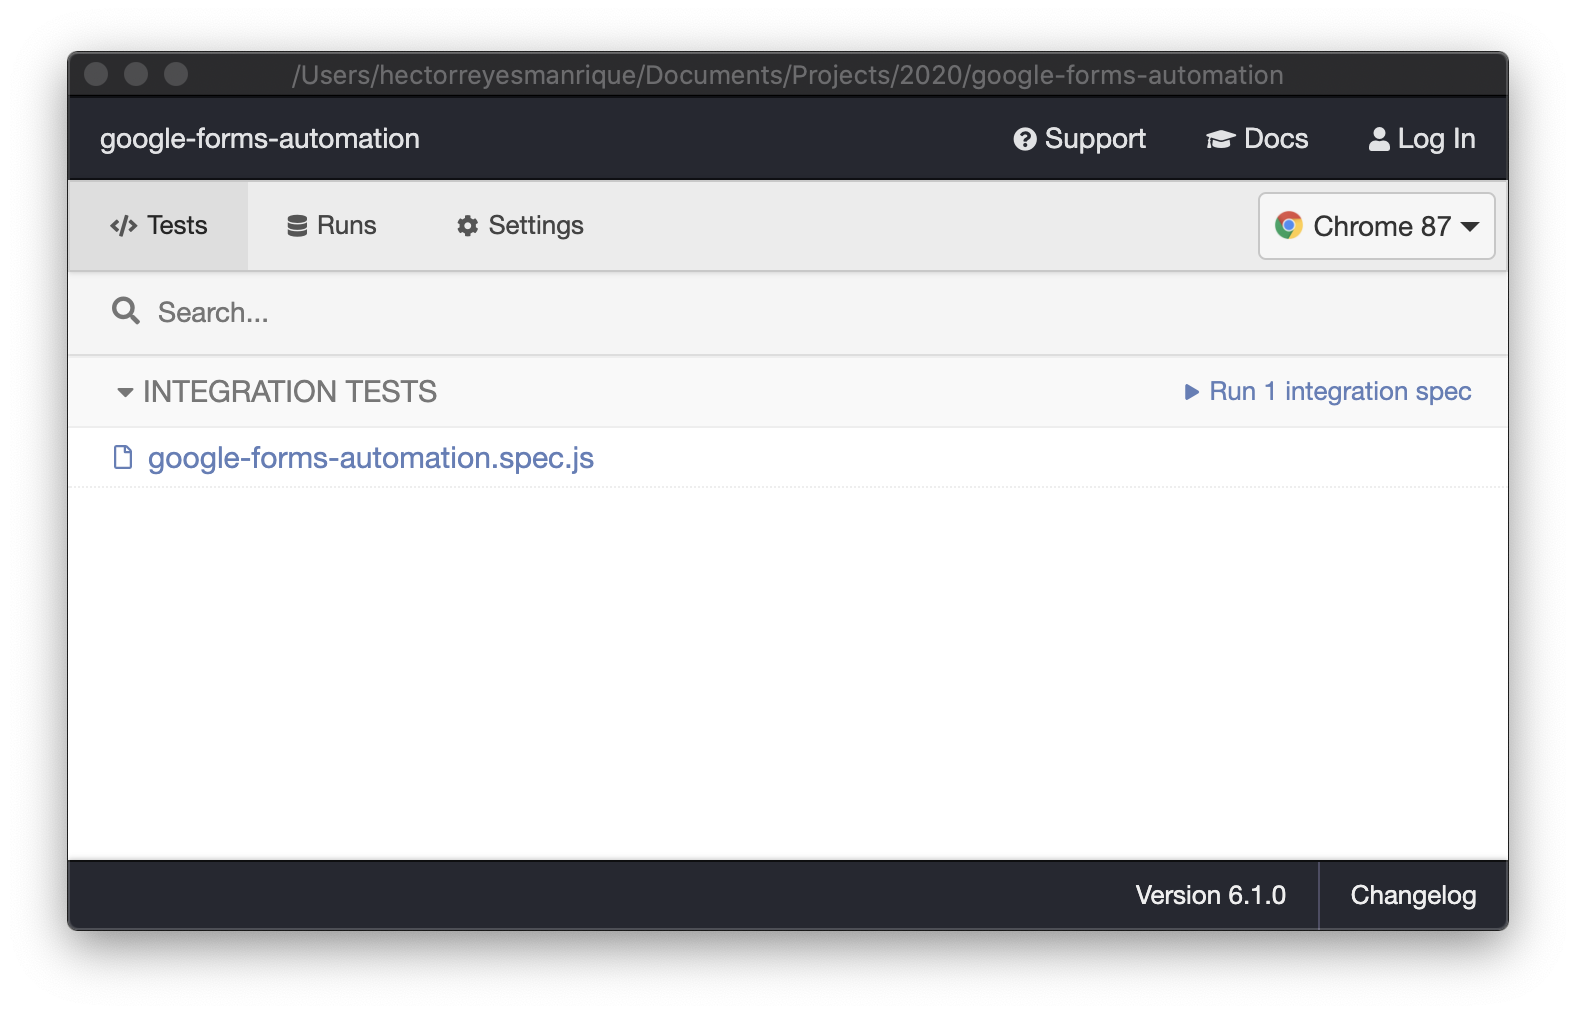 /Users/hectorreyesmanrique/Documents/Projects/2020/google-forms-automation
google-forms-automation Support Docs Log In
Tests Runs Settings Chrome 87
Search...
INTEGRATION TESTS Run 1 integration spec
google-forms-automation.spec.js
Version 6.1.0 Changelog